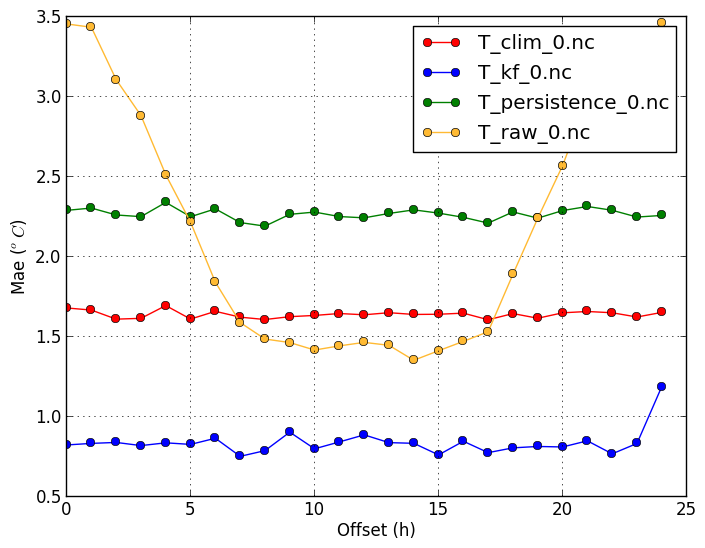 3.5
3.0
2.5
2.0
1.5
1.0
0.5
Mae (° C)
T_clim_0.nc
T_kf_0.nc
T_persistence_0.nc
T_raw_0.nc
0 5 10 15 20 25
Offset (h)